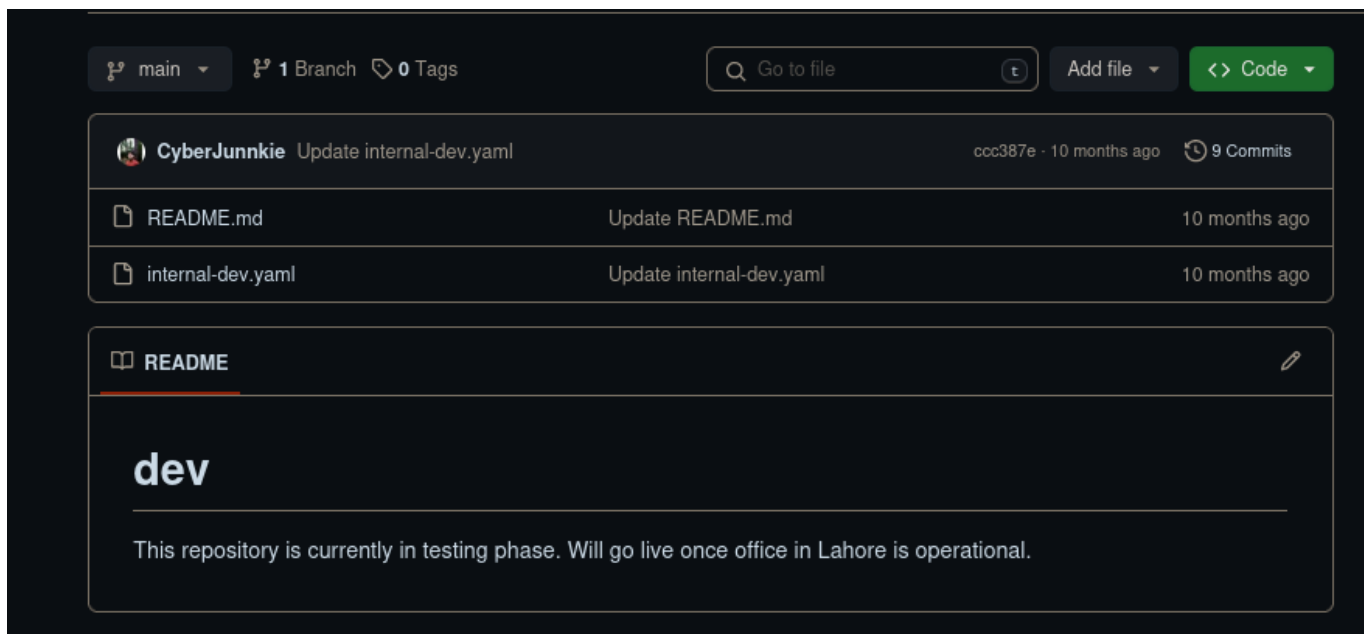 main 1 Branch 0 Tags Go to file t Add file Code
CyberJunnkie Update internal-dev.yaml ccc387e · 10 months ago 9 Commits
README.md Update README.md 10 months ago
internal-dev.yaml Update internal-dev.yaml 10 months ago
README
dev
This repository is currently in testing phase. Will go live once office in Lahore is operational.